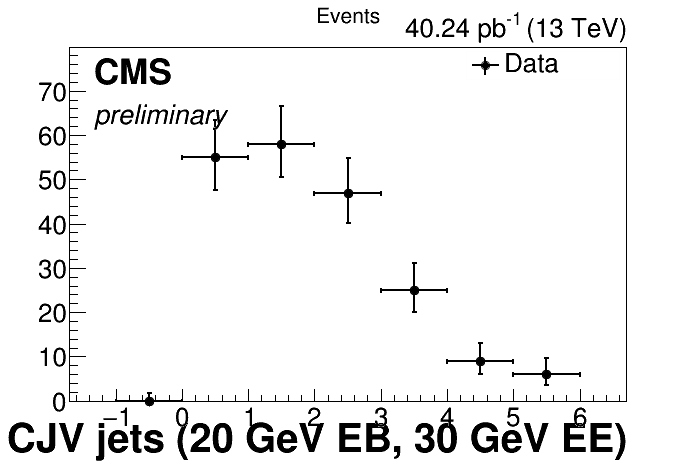 Events
40.24 pb-1 (13 TeV)
CMS
Data
preliminary
70
60
50
40
30
20
10
0
−1 0 1 2 3 4 5 6
CJV jets (20 GeV EB, 30 GeV EE)